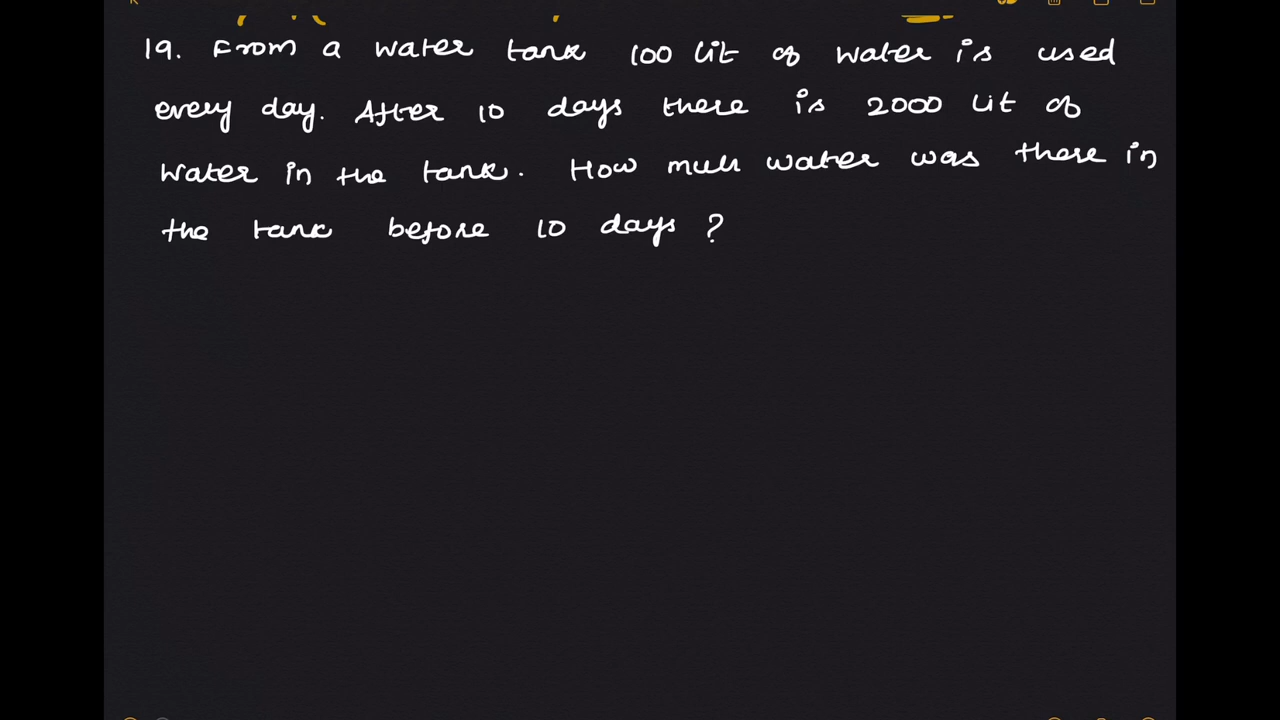 19. From a water tank 100 lit of water is used
every day. After 10 days there is 2000 lit of
water in the tank. How much water was there in
the tank before 10 days ?